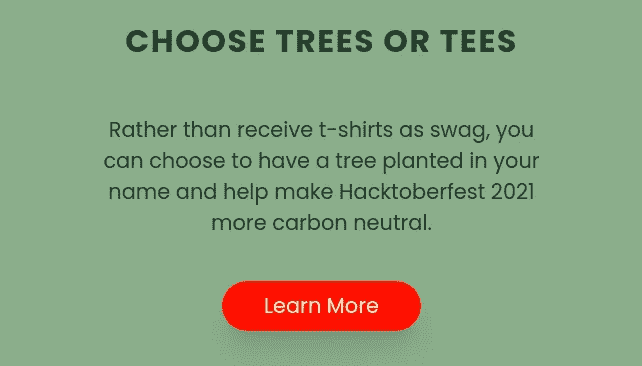 CHOOSE TREES OR TEES
Rather than receive t-shirts as swag, you
can choose to have a tree planted in your
name and help make Hacktoberfest 2021
more carbon neutral.
Learn More